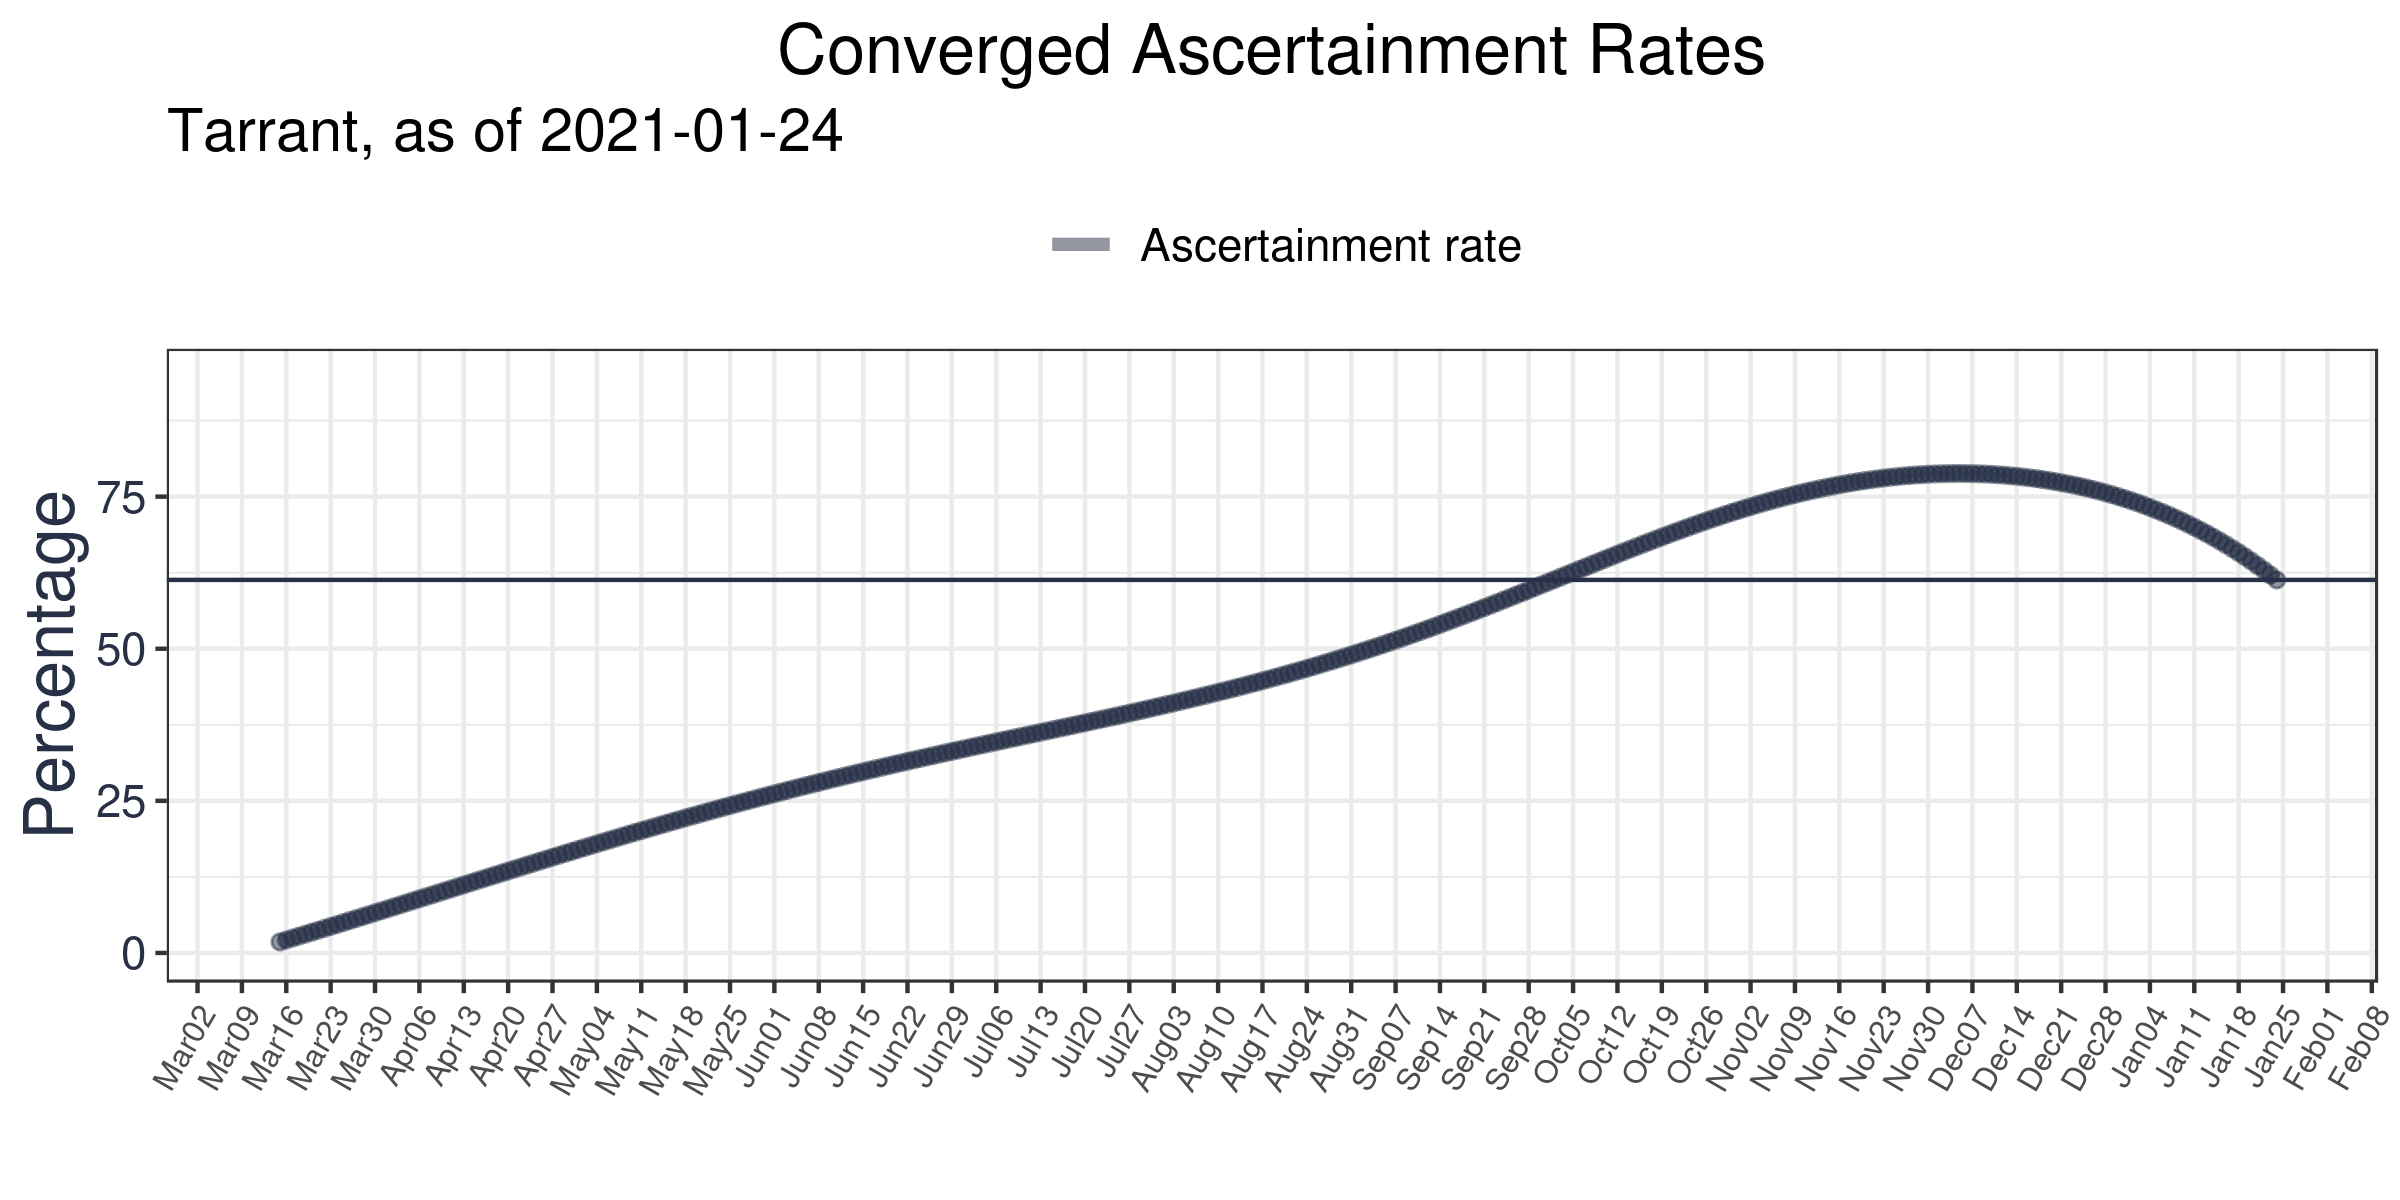 Converged Ascertainment Rates
Tarrant, as of 2021-01-24
Ascertainment rate
Percentage
75
50
25
0
Mar02 Mar09 Mar16 Mar23 Mar30 Apr06 Apr13 Apr20 Apr27 May04 May11 May18 May25 Jun01 Jun08 Jun15 Jun22 Jun29 Jul06 Jul13 Jul20 Jul27 Aug03 Aug10 Aug17 Aug24 Aug31 Sep07 Sep14 Sep21 Sep28 Oct05 Oct12 Oct19 Oct26 Nov02 Nov09 Nov16 Nov23 Nov30 Dec07 Dec14 Dec21 Dec28 Jan04 Jan11 Jan18 Jan25 Feb01 Feb08